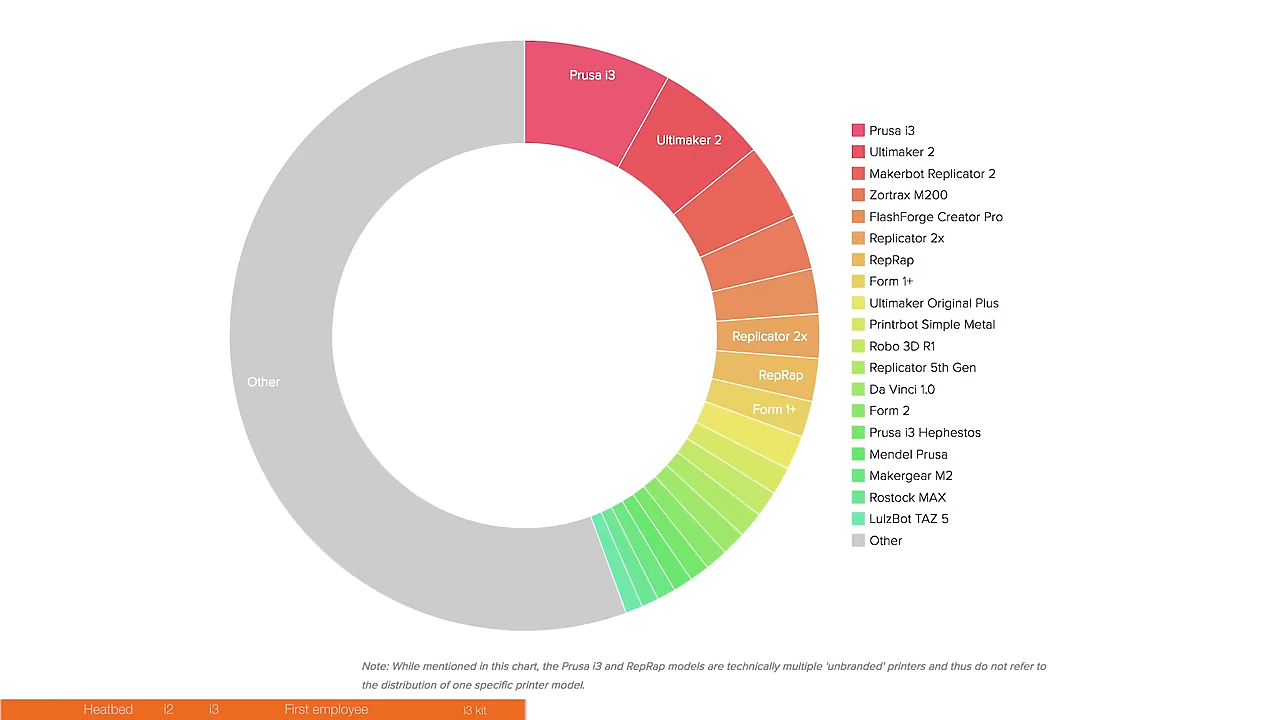 Prusa i3
Ultimaker 2
Replicator 2x
RepRap
Form 1+
Other
Prusa i3
Ultimaker 2
Makerbot Replicator 2
Zortrax M200
FlashForge Creator Pro
Replicator 2x
RepRap
Form 1+
Ultimaker Original Plus
Printrbot Simple Metal
Robo 3D R1
Replicator 5th Gen
Da Vinci 1.0
Form 2
Prusa i3 Hephestos
Mendel Prusa
Makergear M2
Rostock MAX
LulzBot TAZ 5
Other
Note: While mentioned in this chart, the Prusa i3 and RepRap models are technically multiple 'unbranded' printers and thus do not refer to
the distribution of one specific printer model.
Heatbed i2 i3 First employee i3 kit